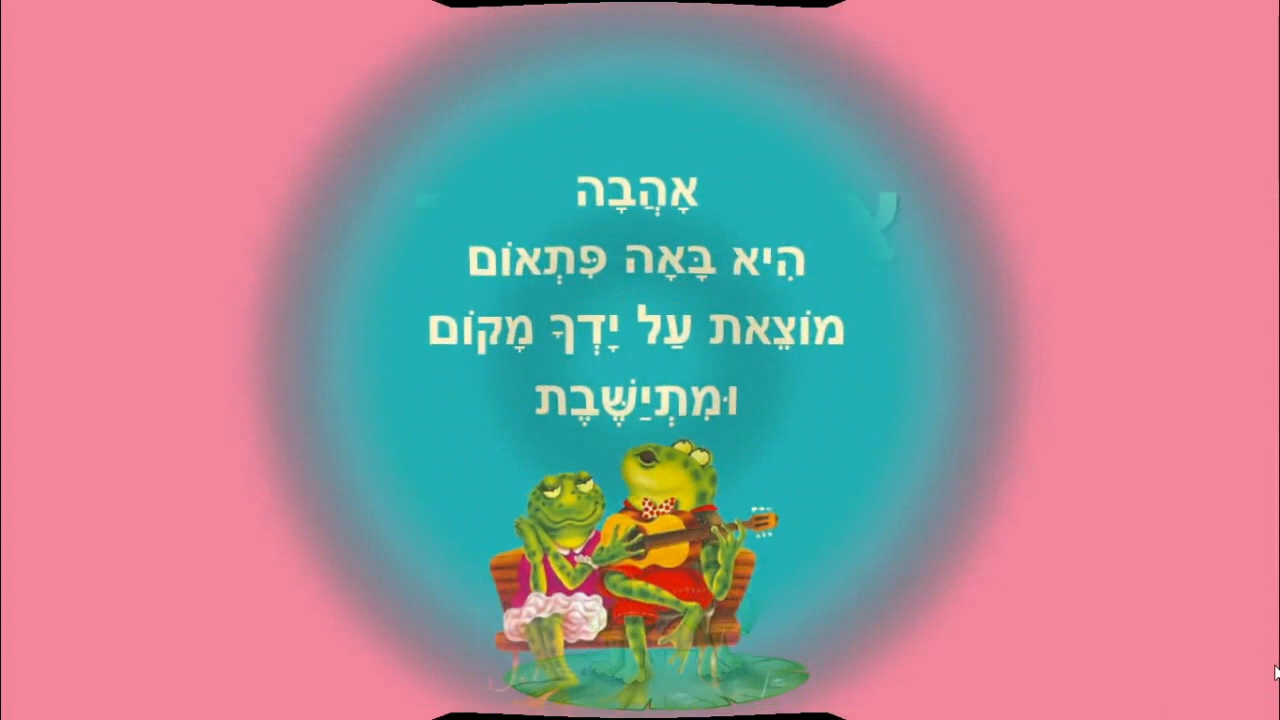 אָהֲבָה
הִיא בָּאָה פִּתְאוֹם
מוֹצֵאת עַל יָדְךָ מָקוֹם
וּמִתְיַשֶּׁבֶת